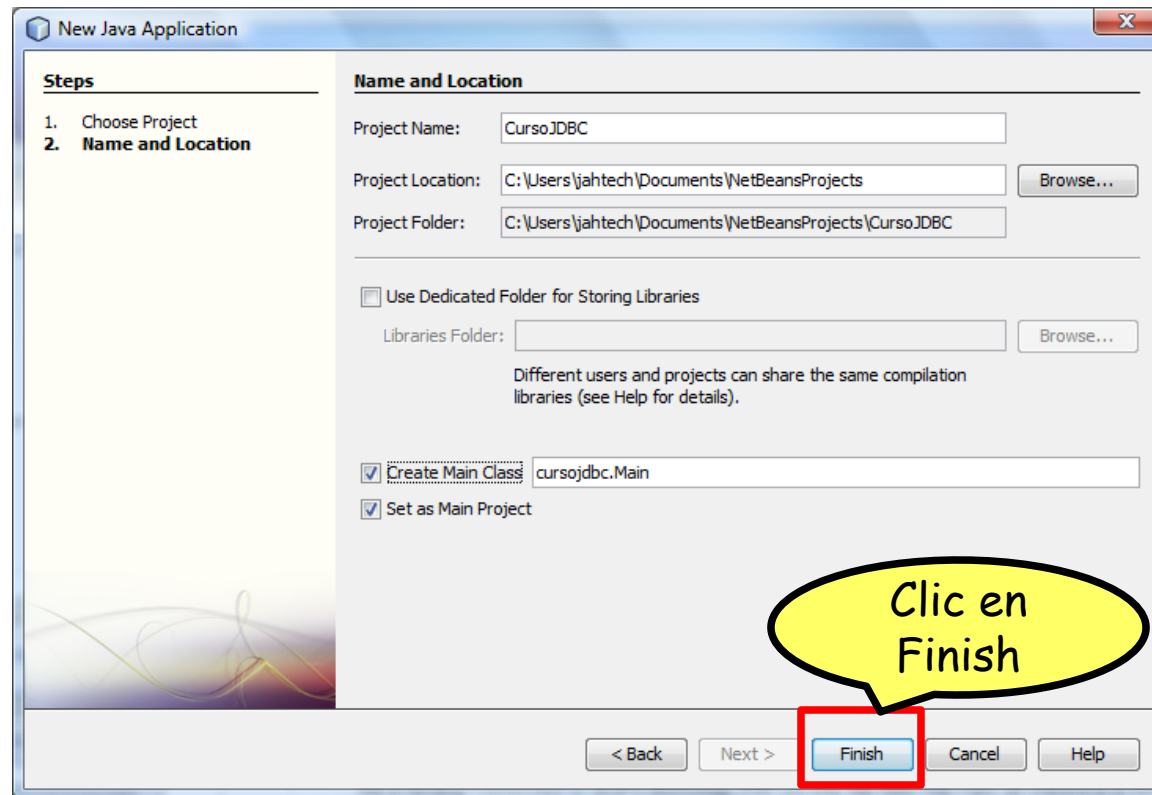 New Java Application
Steps
1. Choose Project
2. Name and Location
Name and Location
Project Name: CursoJDBC
Project Location: C:\Users\jahtech\Documents\NetBeansProjects Browse...
Project Folder: C:\Users\jahtech\Documents\NetBeansProjects\CursoJDBC
Use Dedicated Folder for Storing Libraries
Libraries Folder: Browse...
Different users and projects can share the same compilation
libraries (see Help for details).
Create Main Class cursojdbc.Main
Set as Main Project
Clic en
Finish
< Back Next > Finish Cancel Help